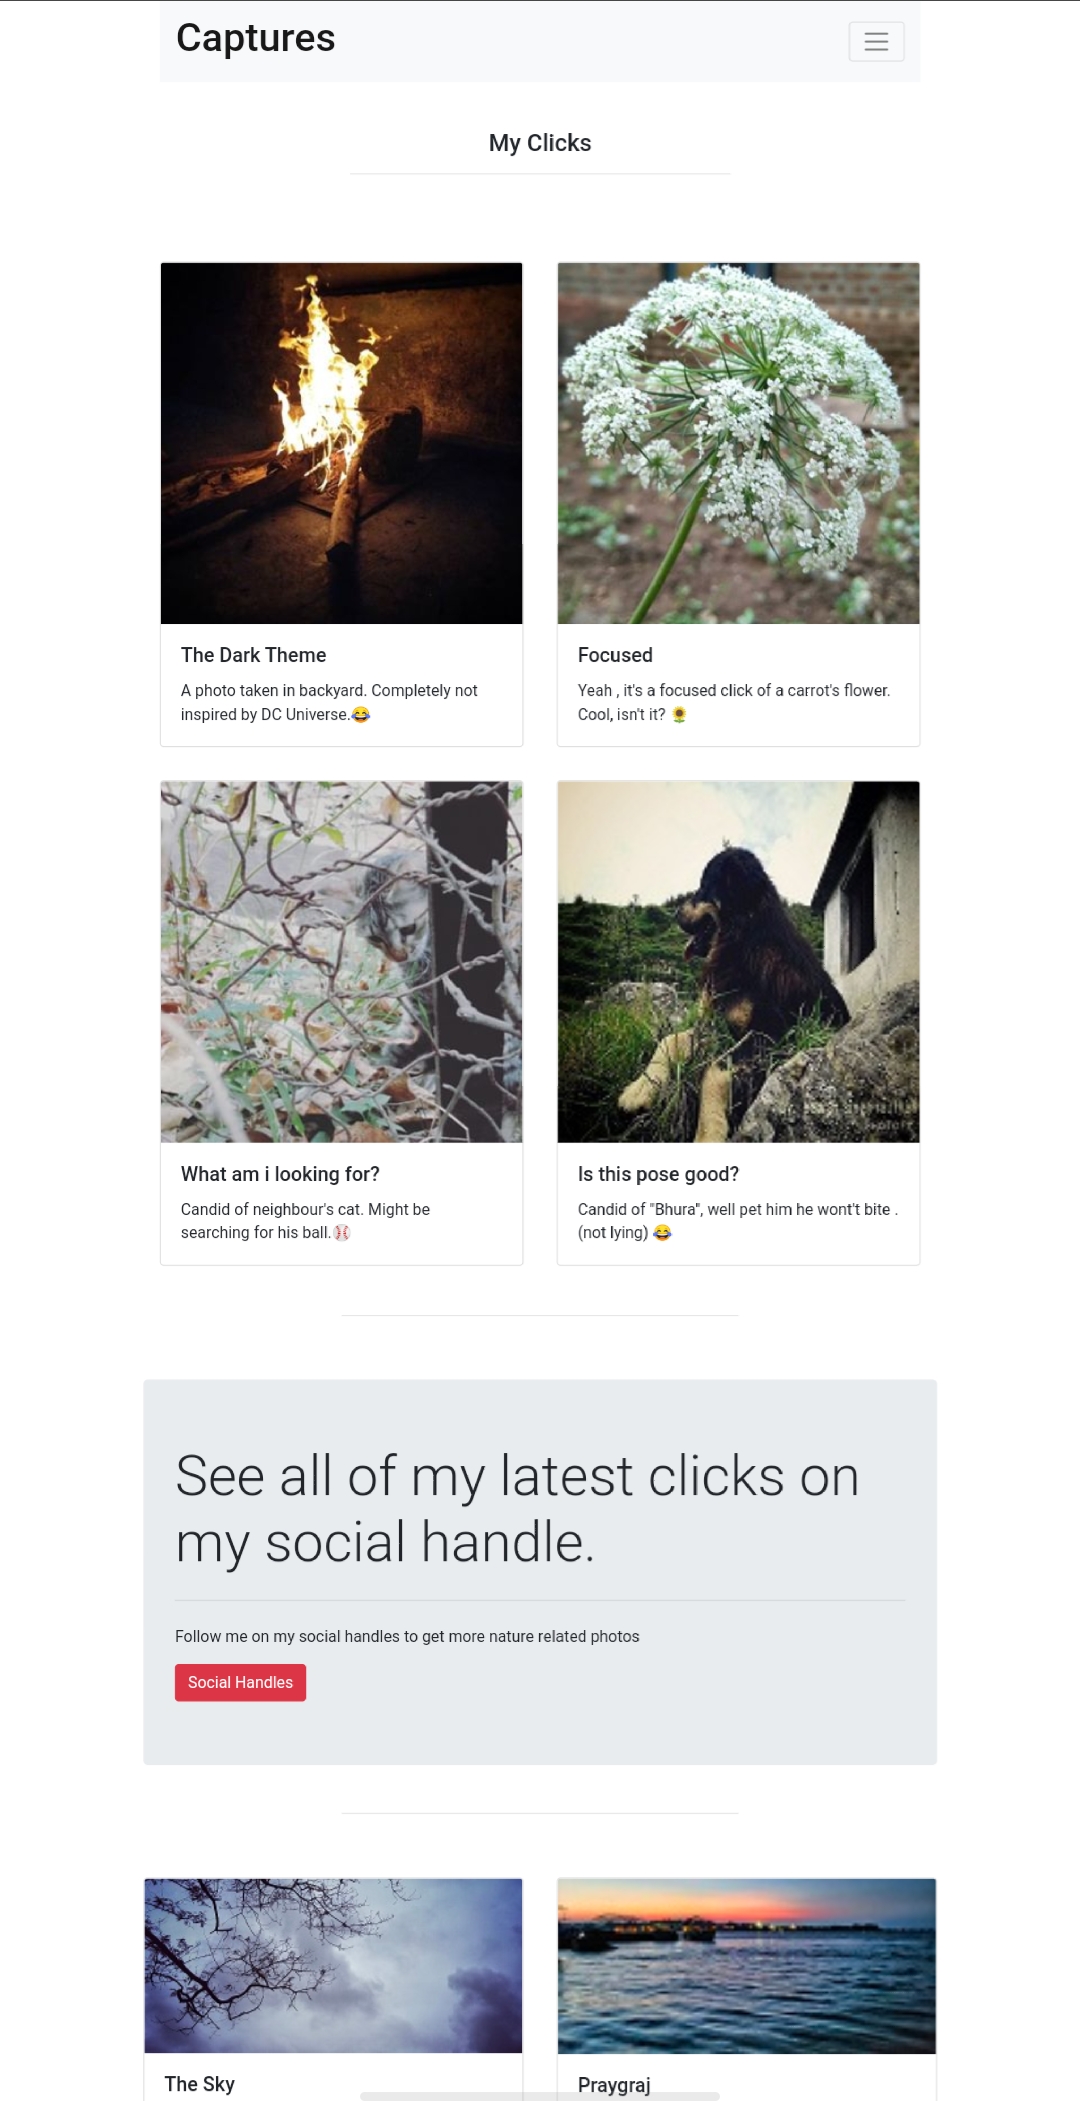 Captures
My Clicks
The Dark Theme
A photo taken in backyard. Completely not
inspired by DC Universe.😂
Focused
Yeah , it's a focused click of a carrot's flower.
Cool, isn't it? 🌻
What am i looking for?
Candid of neighbour's cat. Might be
searching for his ball.⚾
Is this pose good?
Candid of "Bhura", well pet him he wont't bite .
(not lying) 😂
See all of my latest clicks on
my social handle.
Follow me on my social handles to get more nature related photos
Social Handles
The Sky
Praygraj